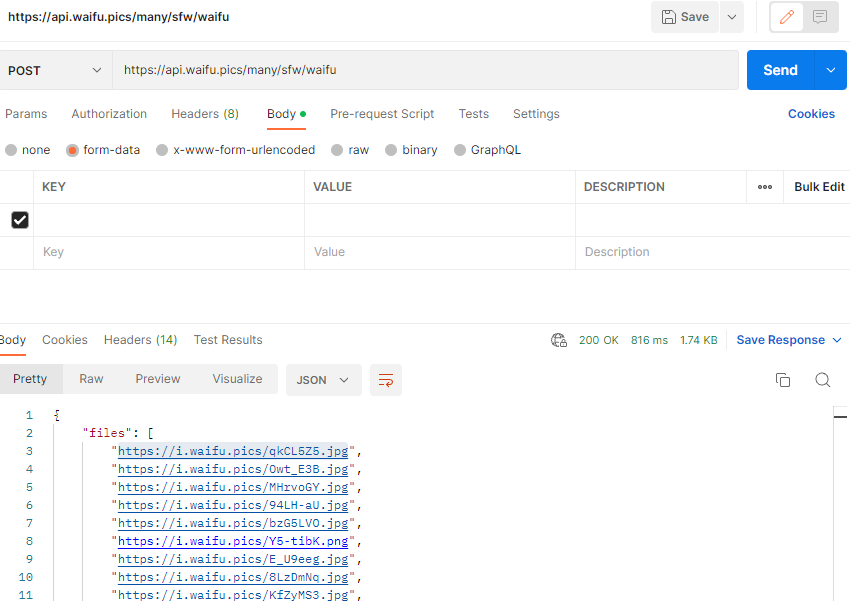 https://api.waifu.pics/many/sfw/waifu Save
POST https://api.waifu.pics/many/sfw/waifu Send
Params Authorization Headers (8) Body Pre-request Script Tests Settings Cookies
none form-data x-www-form-urlencoded raw binary GraphQL
KEY VALUE DESCRIPTION ••• Bulk Edit
Key Value Description
Body Cookies Headers (14) Test Results 200 OK 816 ms 1.74 KB Save Response
Pretty Raw Preview Visualize JSON
1 {
2 "files": [
3 "https://i.waifu.pics/qkCL5Z5.jpg",
4 "https://i.waifu.pics/Owt_E3B.jpg",
5 "https://i.waifu.pics/MHrvoGY.jpg",
6 "https://i.waifu.pics/94LH-aU.jpg",
7 "https://i.waifu.pics/bzG5LVO.jpg",
8 "https://i.waifu.pics/Y5-tibK.png",
9 "https://i.waifu.pics/E_U9eeg.jpg",
10 "https://i.waifu.pics/8LzDmNq.jpg",
11 "https://i.waifu.pics/KfZyMS3.jpg",